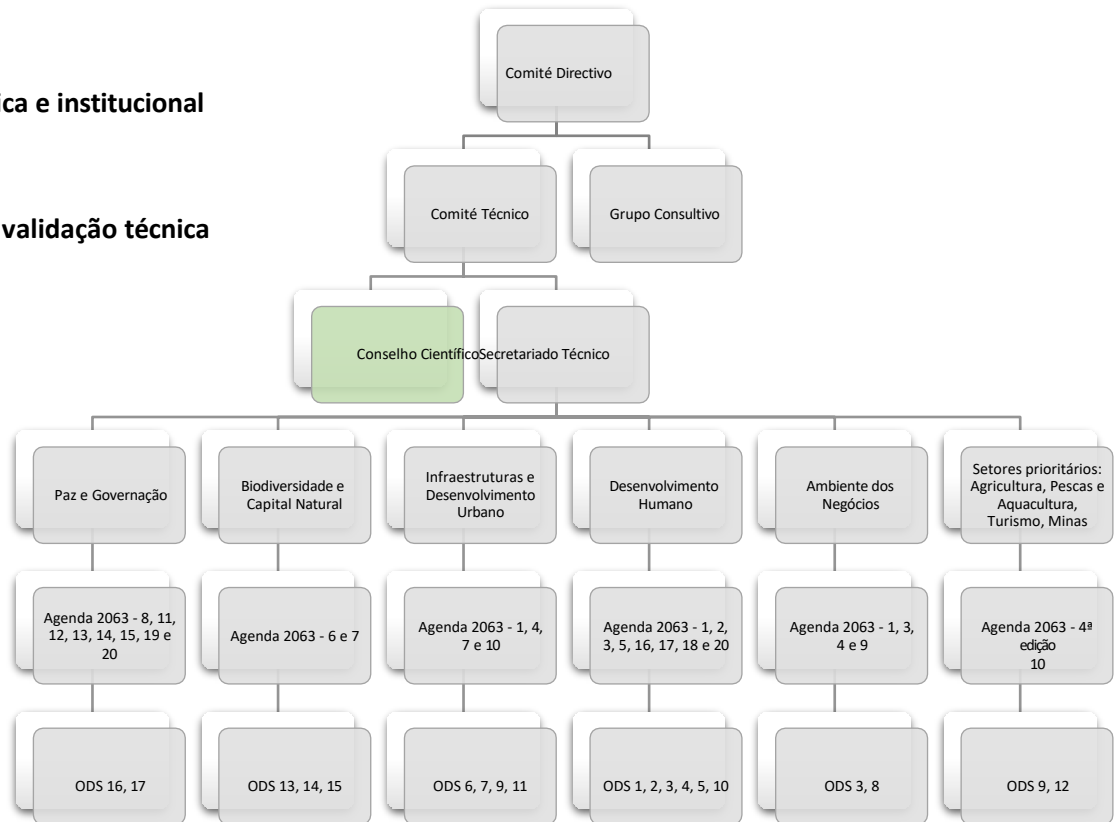 Comité Directivo
ica e institucional
Comité Técnico
Grupo Consultivo
validação técnica
Conselho Científico
Secretariado Técnico
Paz e Governação
Biodiversidade e
Capital Natural
Infraestruturas e
Desenvolvimento
Urbano
Desenvolvimento
Humano
Ambiente dos
Negócios
Setores prioritários:
Agricultura, Pescas e
Aquacultura,
Turismo, Minas
Agenda 2063 - 8, 11,
12, 13, 14, 15, 19 e
20
Agenda 2063 - 6 e 7
Agenda 2063 - 1, 4,
7 e 10
Agenda 2063 - 1, 2,
3, 5, 16, 17, 18 e 20
Agenda 2063 - 1, 3,
4 e 9
Agenda 2063 - 4ª
edição
10
ODS 16, 17
ODS 13, 14, 15
ODS 6, 7, 9, 11
ODS 1, 2, 3, 4, 5, 10
ODS 3, 8
ODS 9, 12